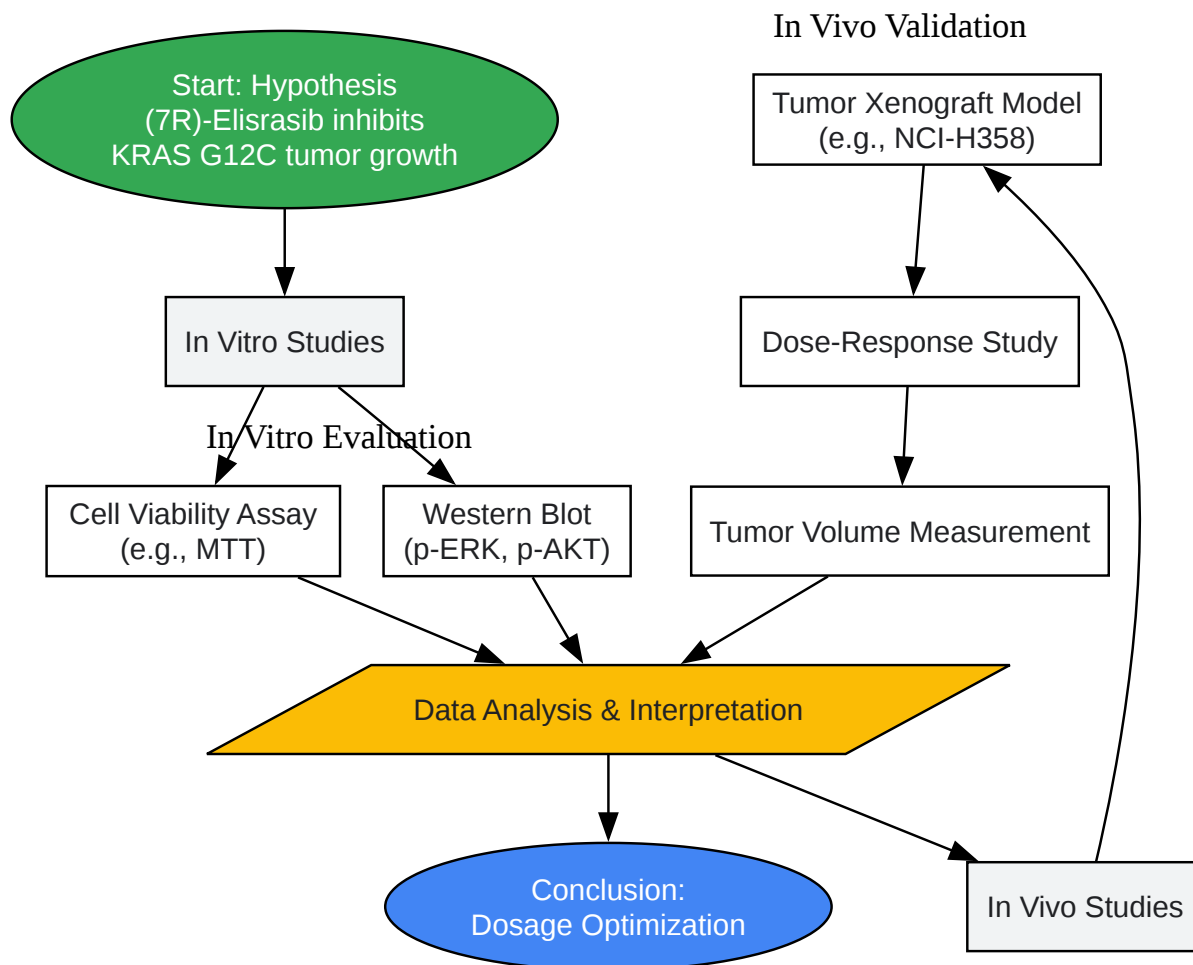 In Vivo Validation
Start: Hypothesis
(7R)-Elisrasib inhibits
KRAS G12C tumor growth
Tumor Xenograft Model
(e.g., NCI-H358)
In Vitro Studies
Dose-Response Study
In Vitro Evaluation
Cell Viability Assay
(e.g., MTT)
Western Blot
(p-ERK, p-AKT)
Tumor Volume Measurement
Data Analysis & Interpretation
Conclusion:
Dosage Optimization
In Vivo Studies